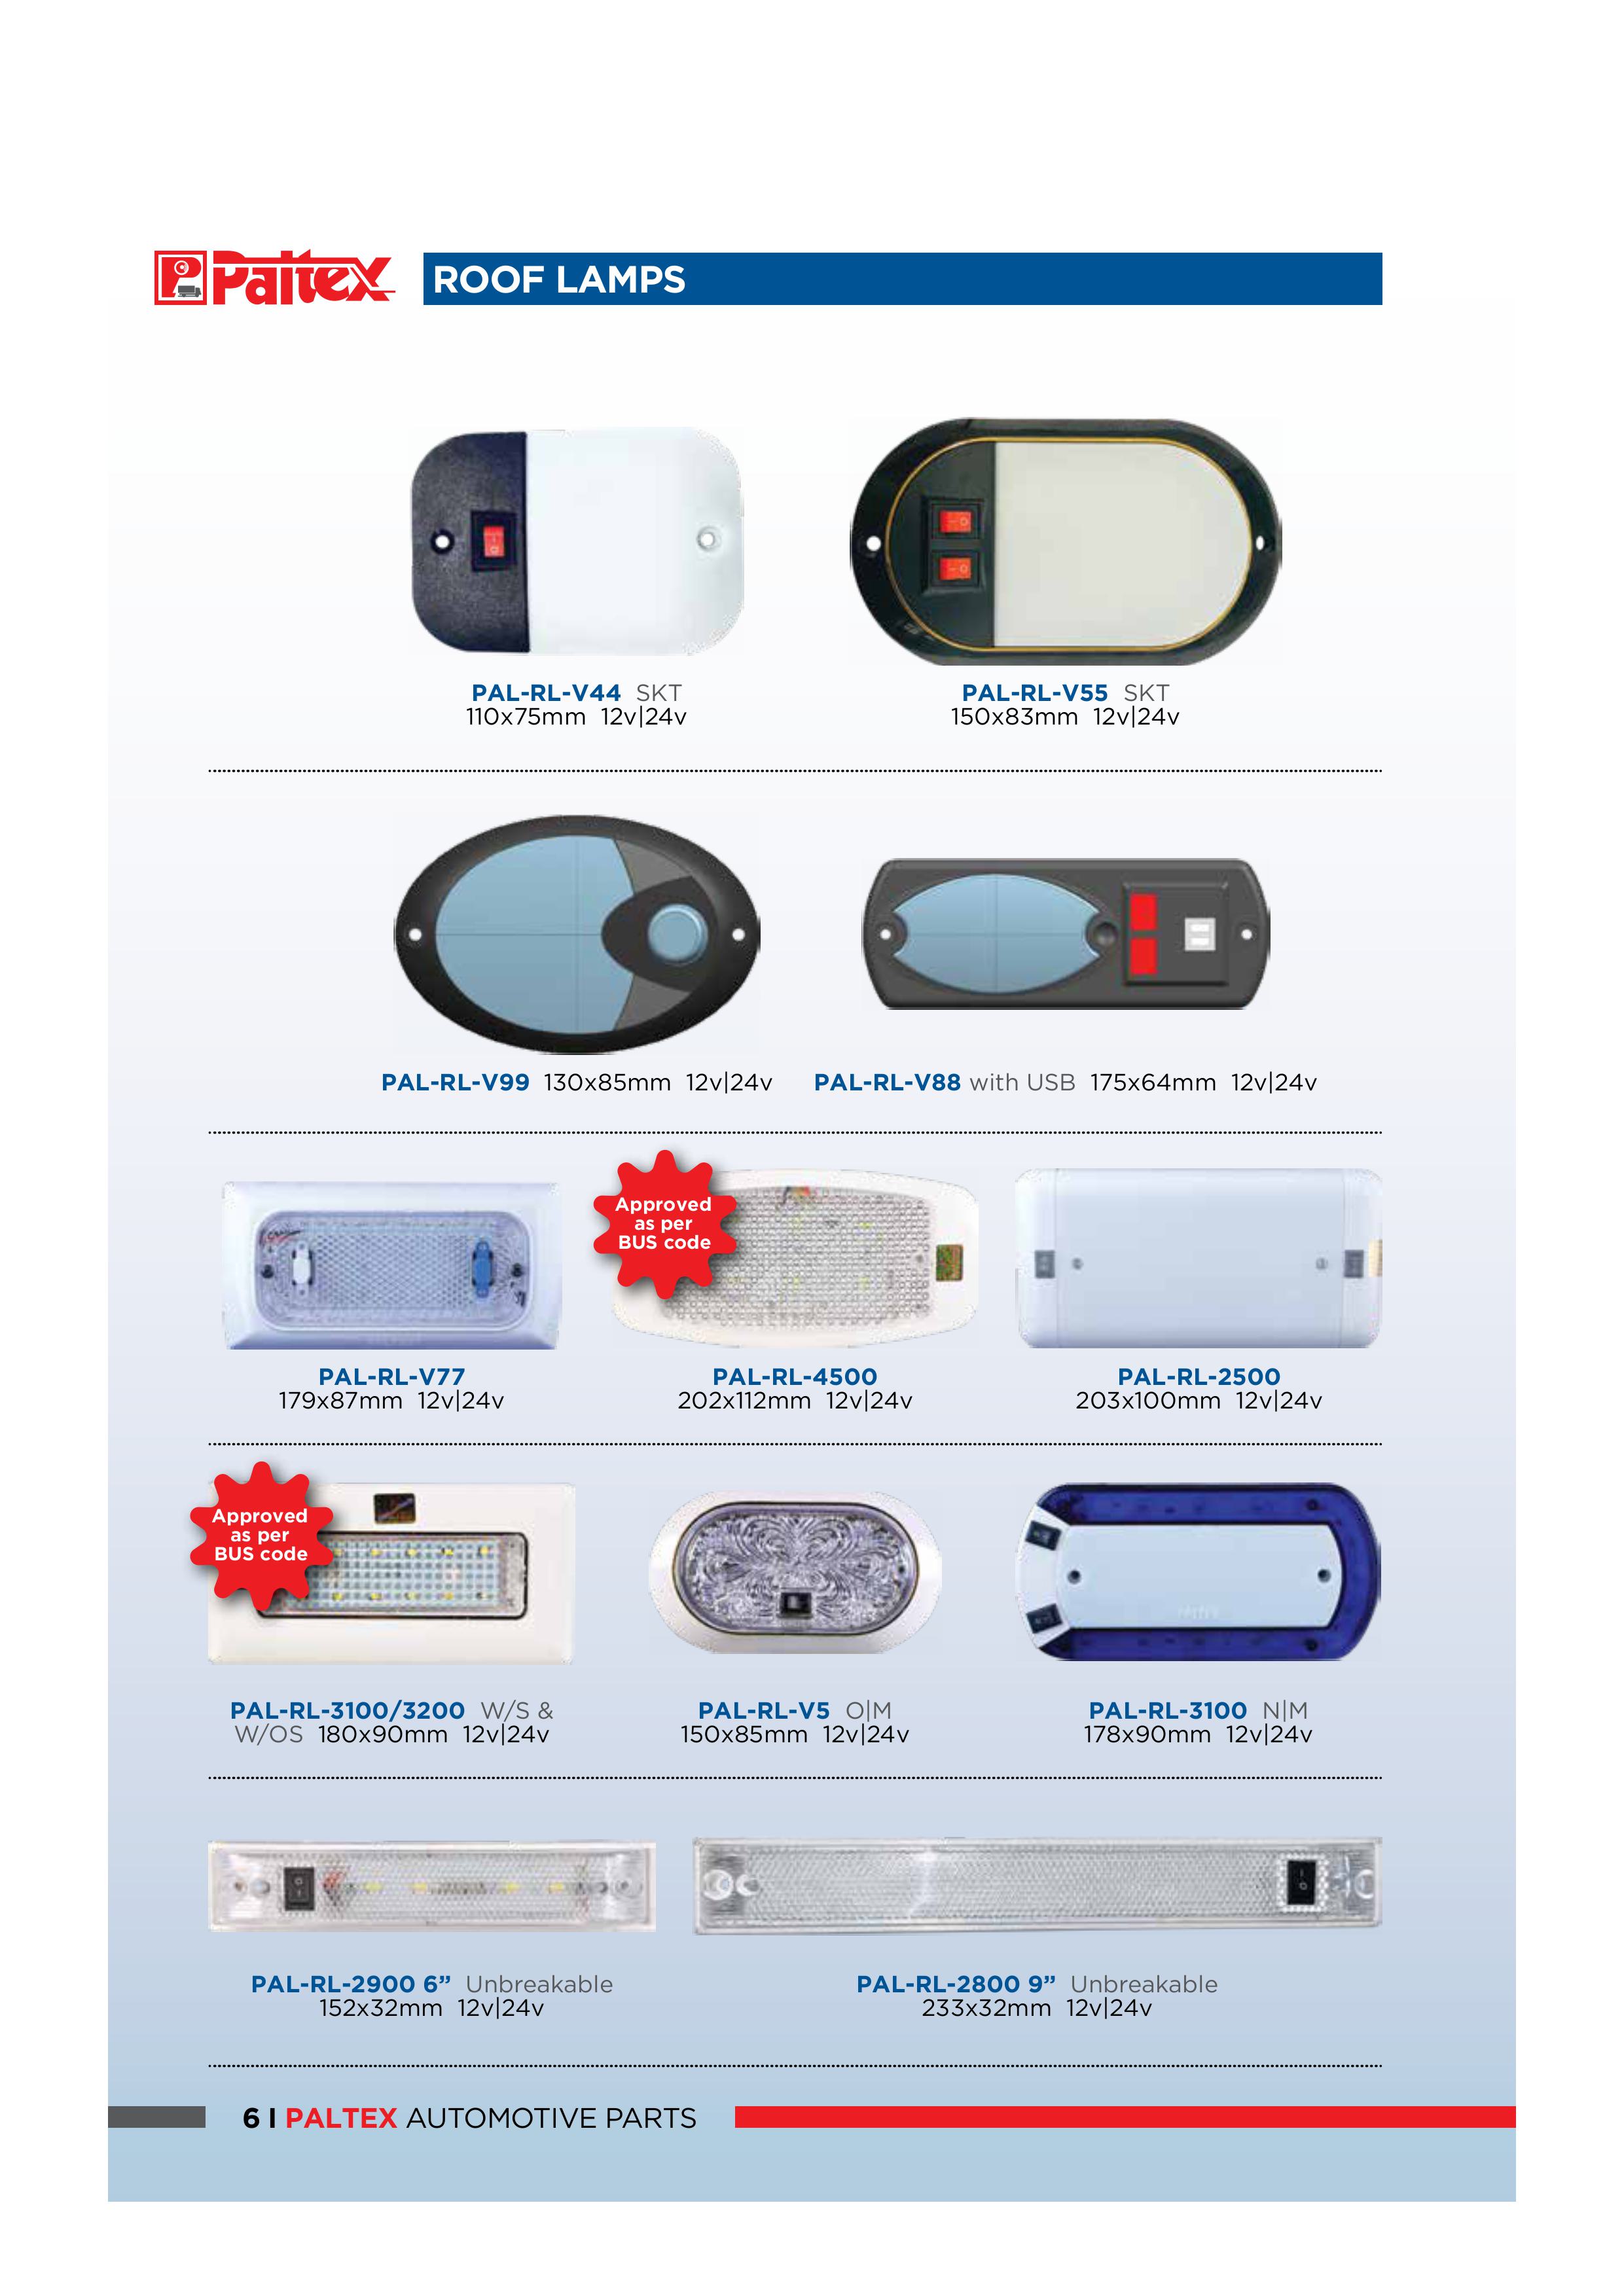 Paltex
ROOF LAMPS
PAL-RL-V44 SKT
110x75mm 12v|24v
PAL-RL-V55 SKT
150x83mm 12v|24v
PAL-RL-V99 130x85mm 12v|24v
PAL-RL-V88 with USB 175x64mm 12v|24v
Approved
as per
BUS code
PAL-RL-V77
179x87mm 12v|24v
PAL-RL-4500
202x112mm 12v|24v
PAL-RL-2500
203x100mm 12v|24v
Approved
as per
BUS code
PAL-RL-3100/3200 W/S &
W/OS 180x90mm 12v|24v
PAL-RL-V5 O|M
150x85mm 12v|24v
PAL-RL-3100 N|M
178x90mm 12v|24v
PAL-RL-2900 6” Unbreakable
152x32mm 12v|24v
PAL-RL-2800 9” Unbreakable
233x32mm 12v|24v
6 I PALTEX AUTOMOTIVE PARTS